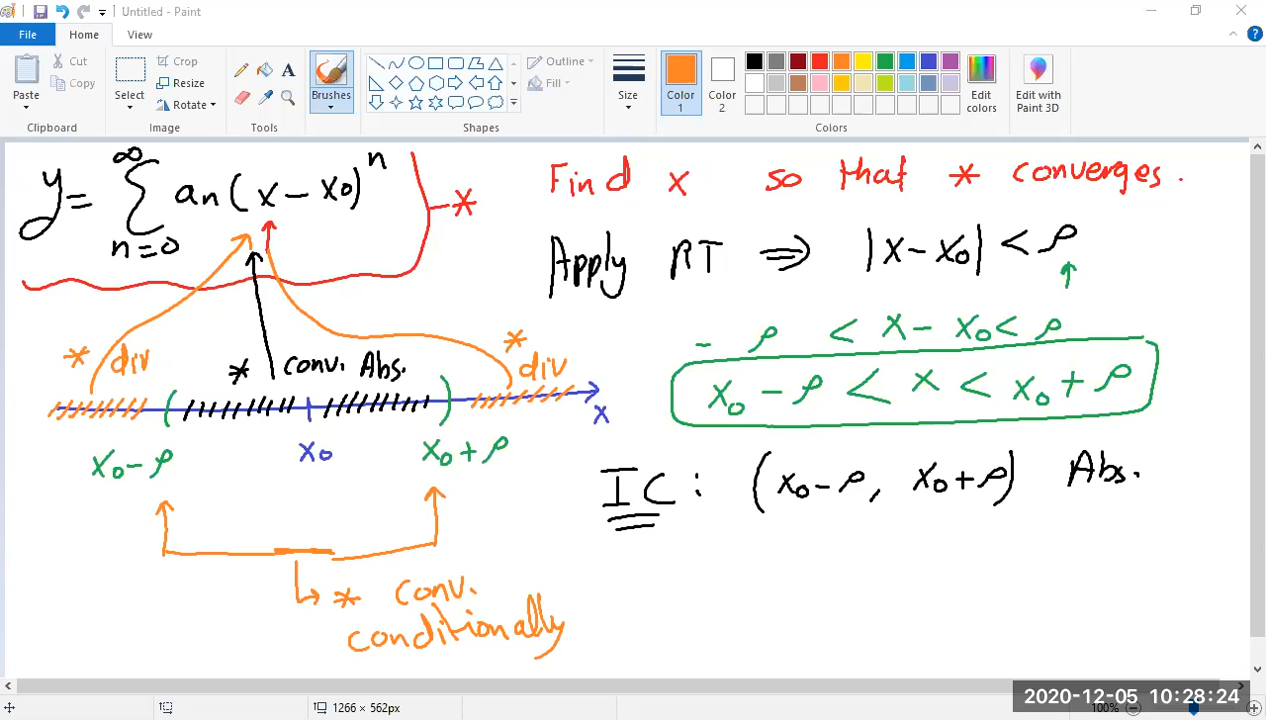 Untitled - Paint
File Home View
Paste Cut Copy Clipboard
Select Crop Resize Rotate Image
Tools
Brushes
Shapes Outline Fill
Size
Color 1 Color 2 Colors
Edit colors
Edit with Paint 3D
y = ∑ n=0 ∞ an(x – x0)^n *
Find x so that * converges.
Apply RT ⇒ |x – x0| < ρ
- ρ < x – x0 < ρ
x0 – ρ < x < x0 + ρ
* div
* conv. Abs.
* div
x
x0 – ρ x0 x0 + ρ
IC : (x0 – ρ, x0 + ρ) Abs.
↳ * conv.
conditionally
2020-12-05 10:28:24
1266 × 562px
100%